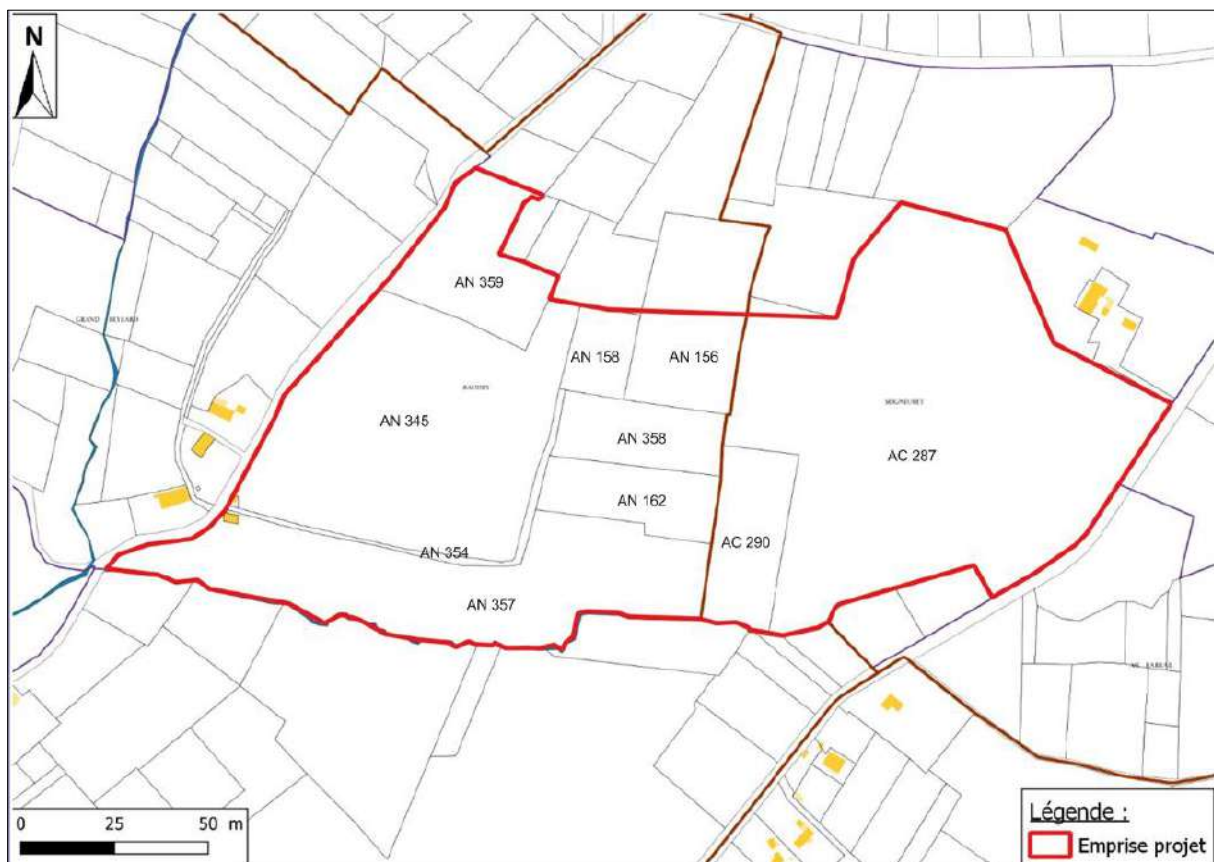 N
AN 359
AN 158
AN 156
AN 345
AN 358
AC 287
AN 162
AC 290
AN 354
AN 357
0 25 50 m
Légende :
Emprise projet